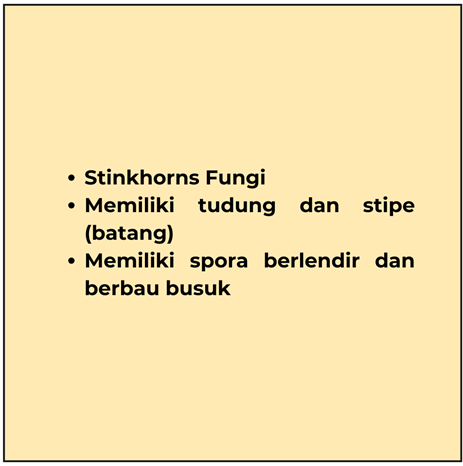 • Stinkhorns Fungi
• Memiliki tudung dan stipe
(batang)
• Memiliki spora berlendir dan
berbau busuk